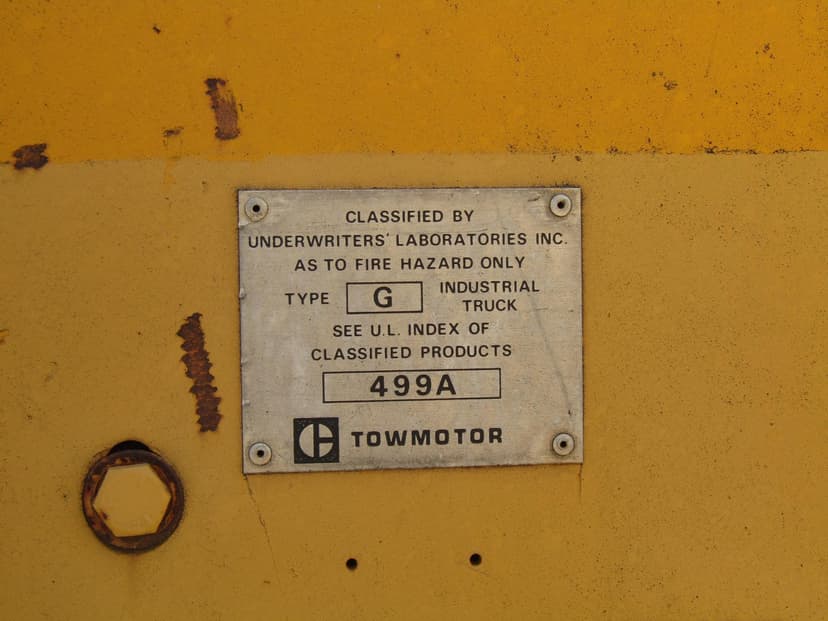 CLASSIFIED BY
UNDERWRITERS' LABORATORIES INC.
AS TO FIRE HAZARD ONLY
TYPE G INDUSTRIAL TRUCK
SEE U.L. INDEX OF
CLASSIFIED PRODUCTS
499A
TOWMOTOR